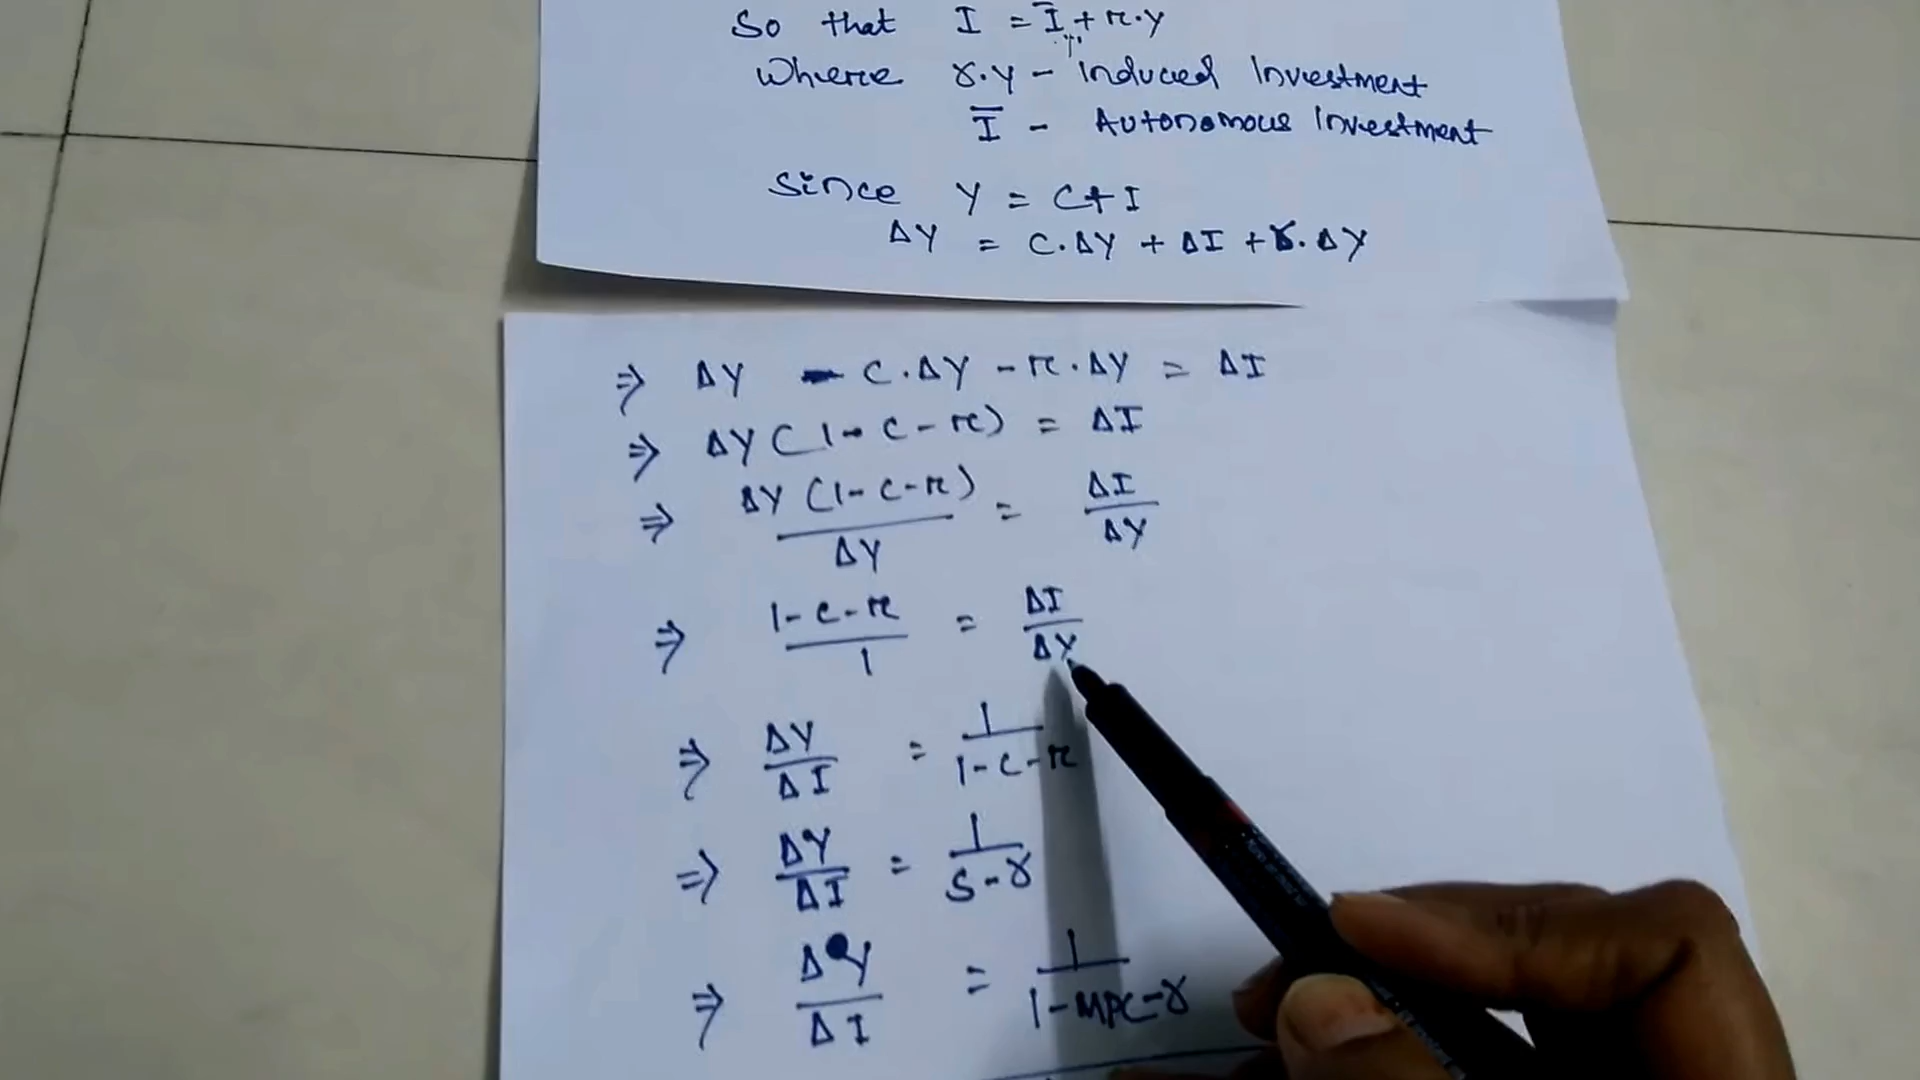 So that I = Ī + r.y
Where r.y - Induced Investment
Ī - Autonomous Investment
Since Y = C+I
ΔY = C.ΔY + ΔI + r.ΔY
⇒ ΔY - C.ΔY - r.ΔY = ΔI
⇒ ΔY (1-C-r) = ΔI
⇒ ΔY (1-C-r) / ΔY = ΔI / ΔY
⇒ 1-C-r / 1 = ΔI / ΔY
⇒ ΔY / ΔI = 1 / 1-C-r
⇒ ΔY / ΔI = 1 / S-r
⇒ ΔY / ΔI = 1 / 1-MPC-r